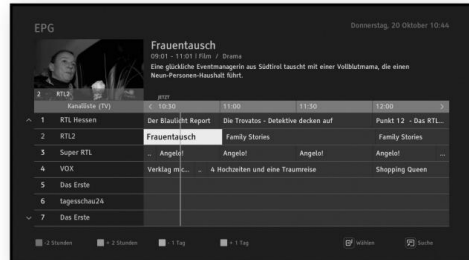 EPG
Donnerstag, 20 Oktober 10:44
Frauentausch
09:01 - 11:01 | Film / Drama
Eine glückliche Eventmanagerin aus Südtirol tauscht mit einer Vollblutmama, die einen
Neun-Personen-Haushalt führt.
2 - RTL2
JETZT
Kanalliste (TV) < 10:30 11:00 11:30 12:00 >
1 RTL Hessen Der Blaulicht Report Die Trovatos - Detektive decken auf Punkt 12 - Das RTL...
2 RTL2 Frauentausch Family Stories Family Stories
3 Super RTL .. Angelo! Angelo! Angelo! Angelo! ...
4 VOX Verklag mic... .. 4 Hochzeiten und eine Traumreise Shopping Queen
5 Das Erste
6 tagesschau24
7 Das Erste
-2 Stunden + 2 Stunden - 1 Tag + 1 Tag Wählen Suche